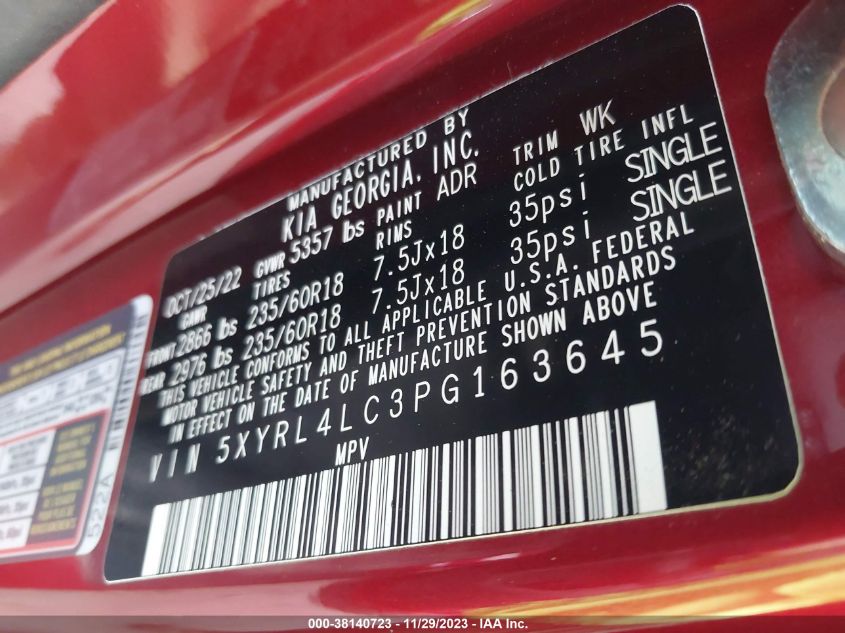 MANUFACTURED BY
KIA GEORGIA, INC.
OCT/25/22 GVWR 5357 lbs PAINT ADR TRIM WK
GAWR TIRES RIMS COLD TIRE INFL
FRONT 2866 lbs 235/60R18 7.5Jx18 35psi SINGLE
REAR 2976 lbs 235/60R18 7.5Jx18 35psi SINGLE
THIS VEHICLE CONFORMS TO ALL APPLICABLE U.S.A. FEDERAL
MOTOR VEHICLE SAFETY AND THEFT PREVENTION STANDARDS
IN EFFECT ON THE DATE OF MANUFACTURE SHOWN ABOVE
VIN 5XYRL4LC3PG163645
MPV
522A
000-38140723 - 11/29/2023 - IAA Inc.